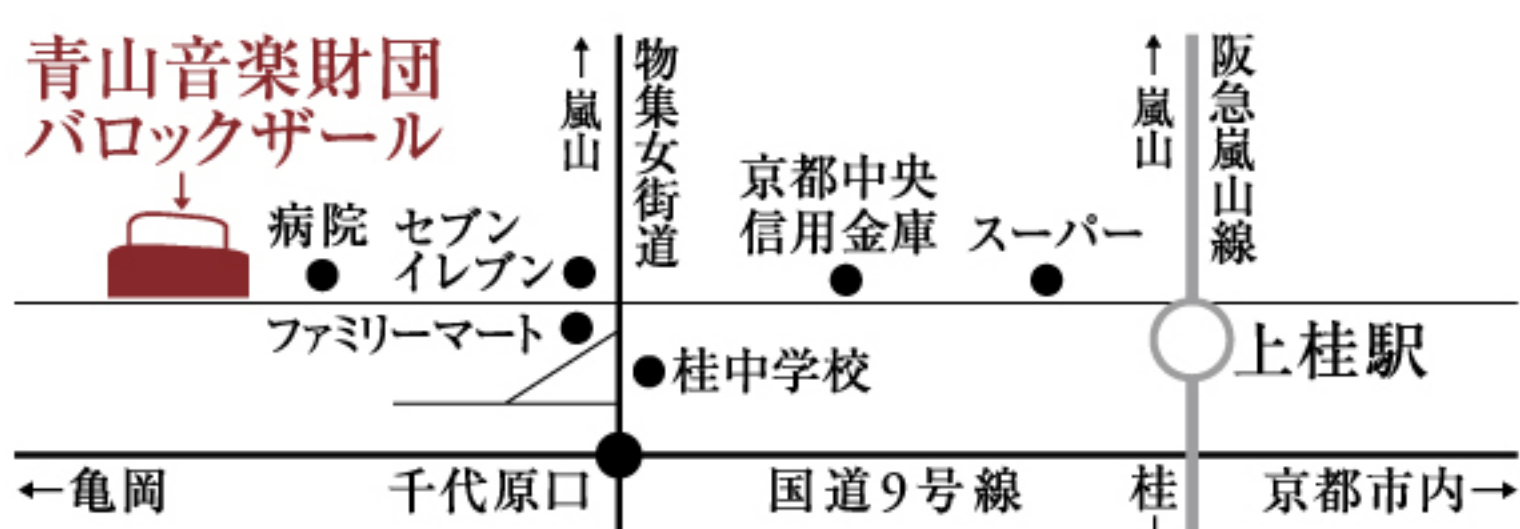 青山音楽財団
バロックザール
↑嵐山
物集女街道
↑嵐山
阪急嵐山線
病院
セブン
イレブン
京都中央
信用金庫
スーパー
ファミリーマート
桂中学校
上桂駅
←亀岡
千代原口
国道9号線
桂
京都市内→